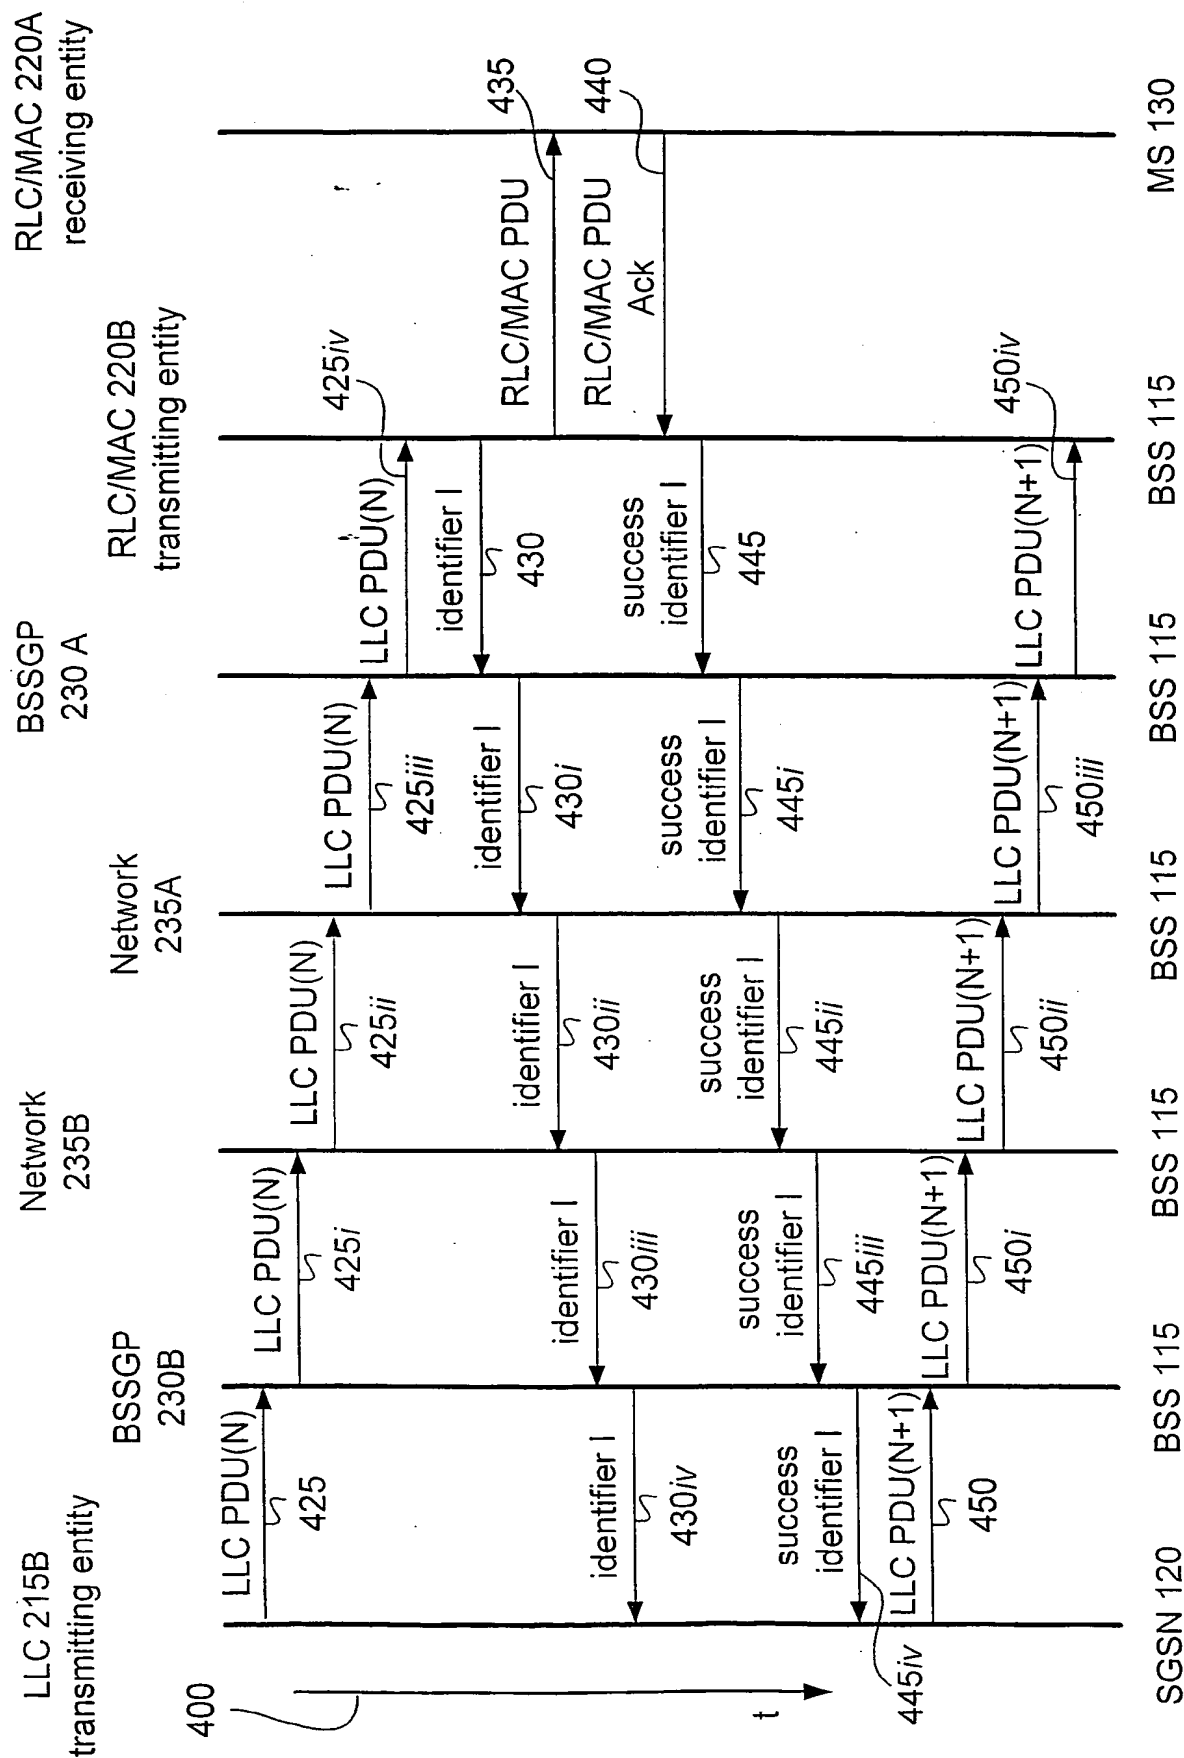 LLC 215B
transmitting entity
BSSGP
230B
Network
235B
Network
235A
BSSGP
230 A
RLC/MAC 220B
transmitting entity
RLC/MAC 220A
receiving entity
400
t
LLC PDU(N)
425
LLC PDU(N)
425i
LLC PDU(N)
425ii
LLC PDU(N)
425iii
LLC PDU(N)
425iv
identifier I
430
identifier I
430i
identifier I
430ii
identifier I
430iii
identifier I
430iv
RLC/MAC PDU
435
RLC/MAC PDU
Ack
440
success
identifier I
445
success
identifier I
445i
success
identifier I
445ii
success
identifier I
445iii
success
identifier I
445iv
LLC PDU(N+1)
450
LLC PDU(N+1)
450i
LLC PDU(N+1)
450ii
LLC PDU(N+1)
450iii
LLC PDU(N+1)
450iv
SGSN 120
BSS 115
BSS 115
BSS 115
BSS 115
BSS 115
MS 130